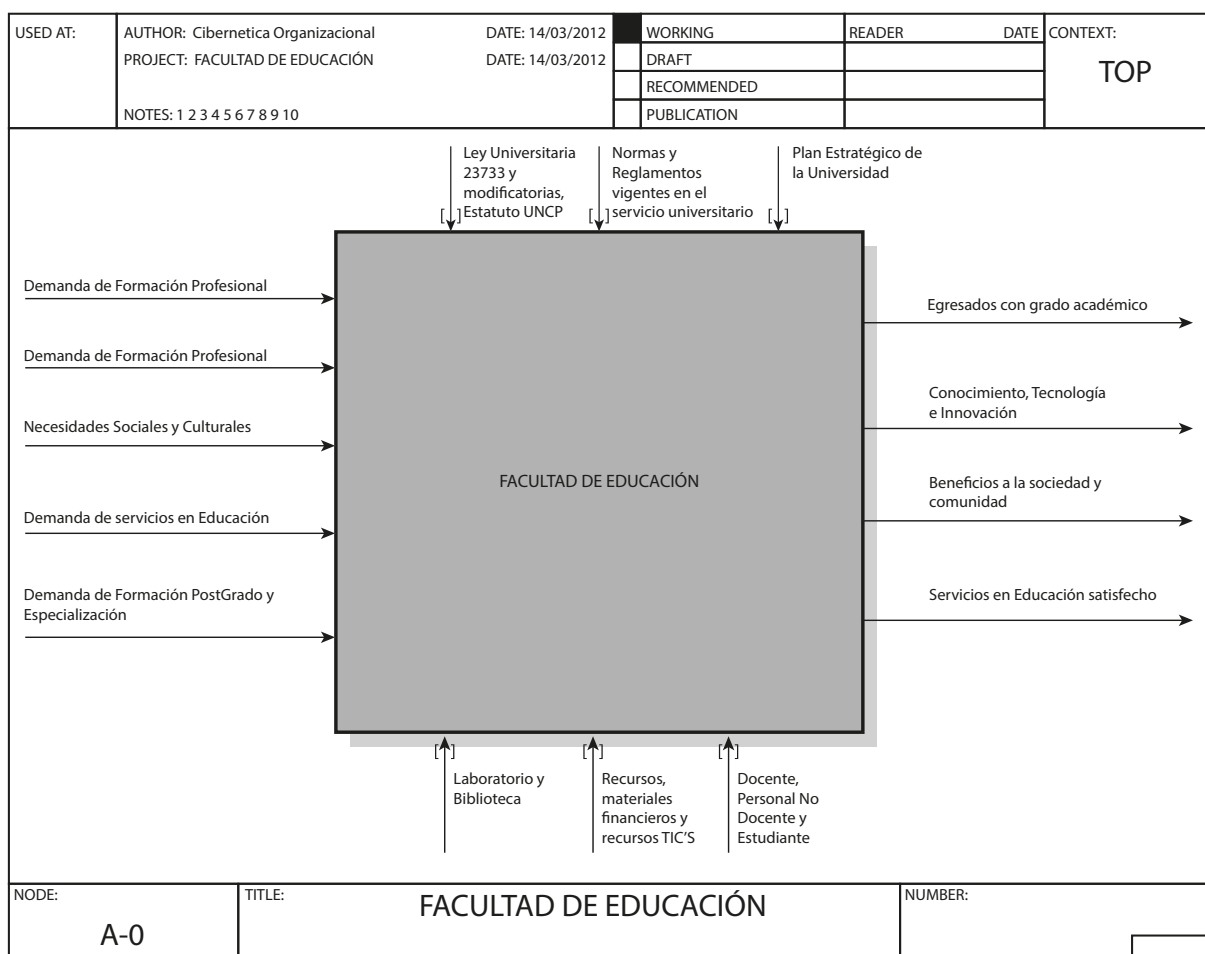 USED AT:
AUTHOR: Cibernetica Organizacional DATE: 14/03/2012
PROJECT: FACULTAD DE EDUCACIÓN DATE: 14/03/2012
NOTES: 1 2 3 4 5 6 7 8 9 10
WORKING
DRAFT
RECOMMENDED
PUBLICATION
READER DATE
CONTEXT:
TOP
Ley Universitaria
23733 y
modificatorias,
[ ] Estatuto UNCP
Normas y
Reglamentos
vigentes en el
[ ] servicio universitario
Plan Estratégico de
la Universidad
[ ]
Demanda de Formación Profesional
Demanda de Formación Profesional
Necesidades Sociales y Culturales
Demanda de servicios en Educación
Demanda de Formación PostGrado y
Especialización
FACULTAD DE EDUCACIÓN
Egresados con grado académico
Conocimiento, Tecnología
e Innovación
Beneficios a la sociedad y
comunidad
Servicios en Educación satisfecho
[ ]
Laboratorio y
Biblioteca
[ ]
Recursos,
materiales
financieros y
recursos TIC'S
[ ]
Docente,
Personal No
Docente y
Estudiante
NODE:
A-0
TITLE:
FACULTAD DE EDUCACIÓN
NUMBER: